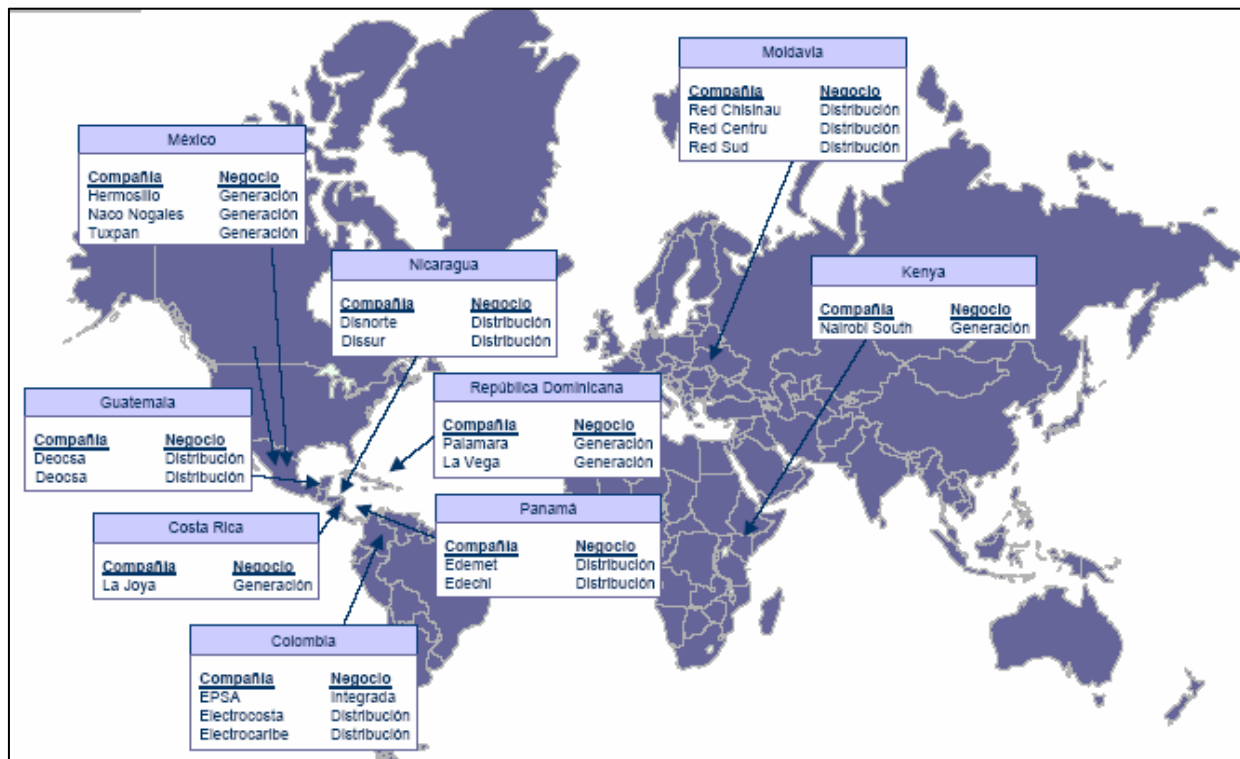 Moldavia
Compañía Negocio
Red Chisinau Distribución
Red Centru Distribución
Red Sud Distribución
México
Compañía Negocio
Hermosillo Generación
Naco Nogales Generación
Tuxpan Generación
Nicaragua
Compañía Negocio
Disnorte Distribución
Dissur Distribución
Kenya
Compañía Negocio
Nairobi South Generación
República Dominicana
Compañía Negocio
Palamara Generación
La Vega Generación
Guatemala
Compañía Negocio
Deocsa Distribución
Deocsa Distribución
Panamá
Compañía Negocio
Edemet Distribución
Edechi Distribución
Costa Rica
Compañía Negocio
La Joya Generación
Colombia
Compañía Negocio
EPSA Integrada
Electrocosta Distribución
Electrocaribe Distribución